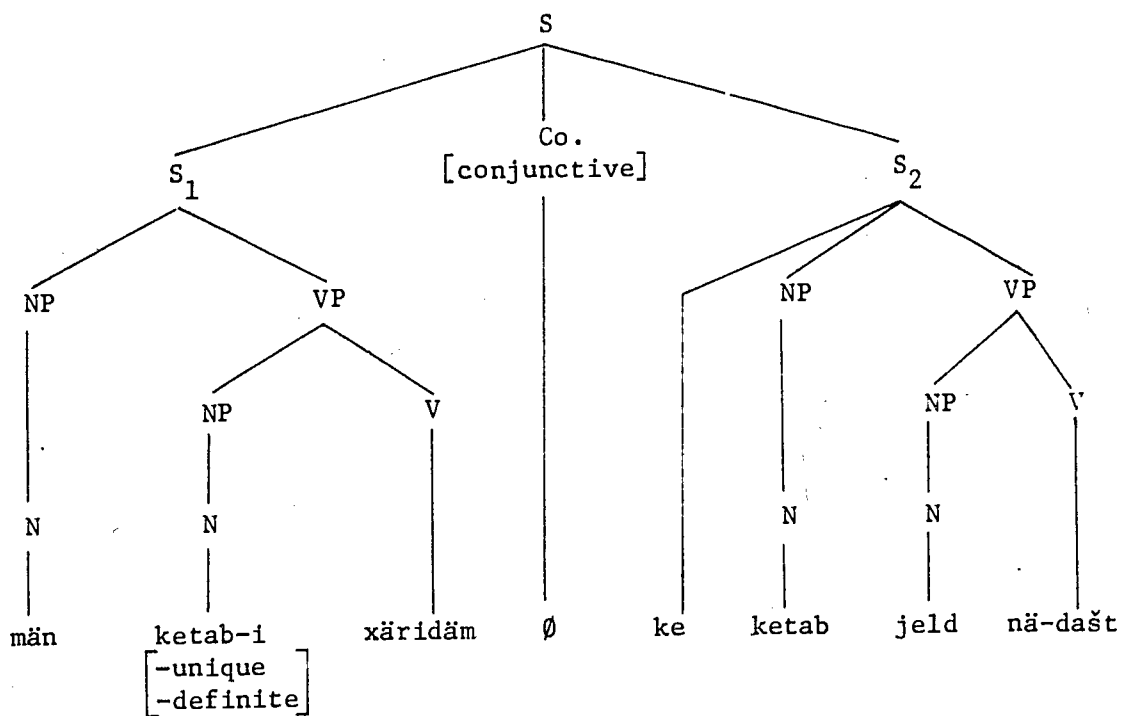 S
Co.
[conjunctive]
S1 S2
NP VP NP VP
NP V NP V
N N N N
män ketab-i xäridäm Ø ke ketab jeld nä-dašt
[-unique
-definite]